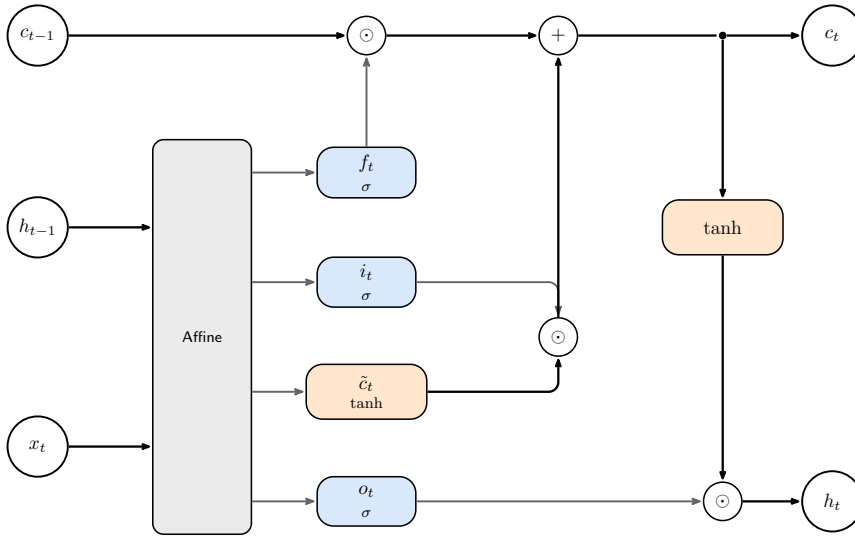 c_{t−1}
⊙
+
c_t
f_t
σ
h_{t−1}
tanh
i_t
σ
Affine
⊙
c̃_t
tanh
x_t
o_t
σ
⊙
h_t